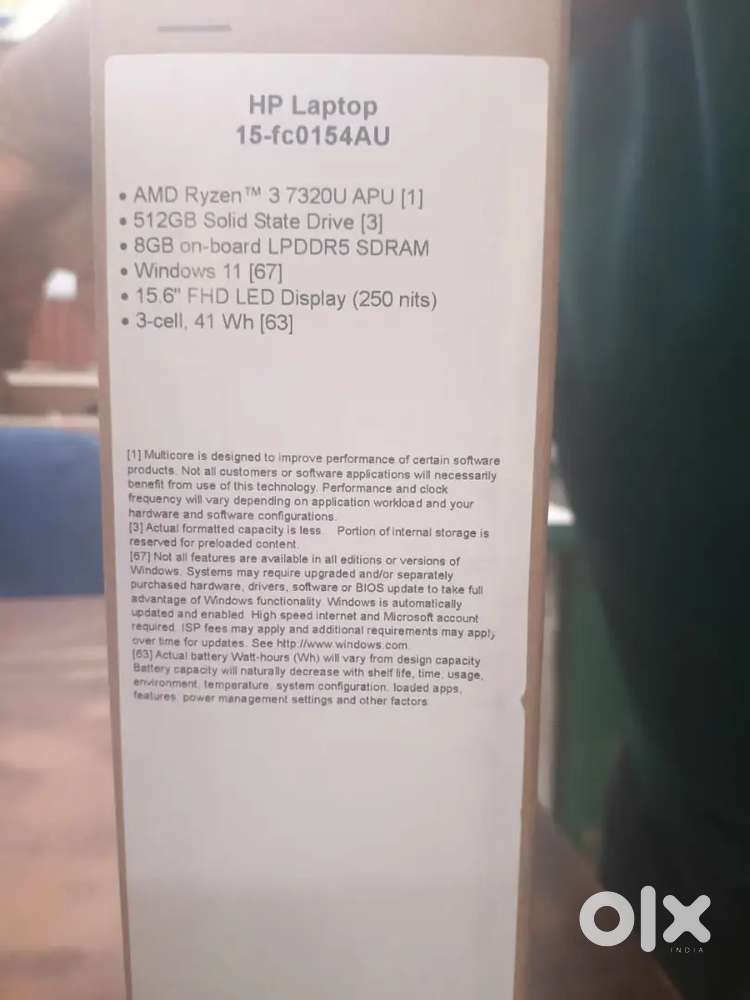 HP Laptop
15-fc0154AU
• AMD Ryzen™ 3 7320U APU [1]
• 512GB Solid State Drive [3]
• 8GB on-board LPDDR5 SDRAM
• Windows 11 [67]
• 15.6" FHD LED Display (250 nits)
• 3-cell, 41 Wh [63]
[1] Multicore is designed to improve performance of certain software
products. Not all customers or software applications will necessarily
benefit from use of this technology. Performance and clock
frequency will vary depending on application workload and your
hardware and software configurations.
[3] Actual formatted capacity is less. Portion of internal storage is
reserved for preloaded content.
[67] Not all features are available in all editions or versions of
Windows. Systems may require upgraded and/or separately
purchased hardware, drivers, software or BIOS update to take full
advantage of Windows functionality. Windows is automatically
updated and enabled. High speed internet and Microsoft account
required. ISP fees may apply and additional requirements may apply
over time for updates. See http://www.windows.com.
[63] Actual battery Watt-hours (Wh) will vary from design capacity.
Battery capacity will naturally decrease with shelf life, time, usage,
environment, temperature, system configuration, loaded apps,
features, power management settings and other factors.
olx
INDIA